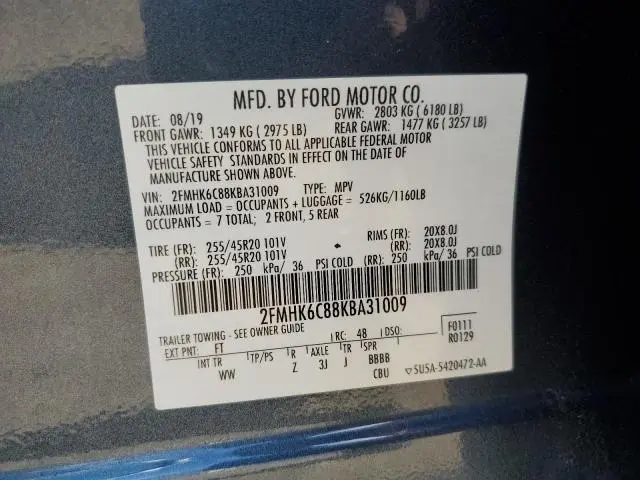 MFD. BY FORD MOTOR CO.
DATE: 08/19 GVWR: 2803 KG ( 6180 LB)
FRONT GAWR: 1349 KG ( 2975 LB) REAR GAWR: 1477 KG ( 3257 LB)
THIS VEHICLE CONFORMS TO ALL APPLICABLE FEDERAL MOTOR
VEHICLE SAFETY STANDARDS IN EFFECT ON THE DATE OF
MANUFACTURE SHOWN ABOVE.
VIN: 2FMHK6C88KBA31009 TYPE: MPV
MAXIMUM LOAD = OCCUPANTS + LUGGAGE = 526KG/1160LB
OCCUPANTS = 7 TOTAL; 2 FRONT, 5 REAR
TIRE (FR): 255/45R20 101V RIMS (FR): 20X8.0J
(RR): 255/45R20 101V (RR): 20X8.0J
PRESSURE (FR): 250 kPa/ 36 PSI COLD (RR): 250 kPa/ 36 PSI COLD
2FMHK6C88KBA31009
TRAILER TOWING - SEE OWNER GUIDE
EXT PNT: FT RC: 48 DSO: F0111
R0129
INT TR TP/PS R AXLE TR SPR
WW Z 3J J BBBB
CBU ▽5USA-5420472-AA